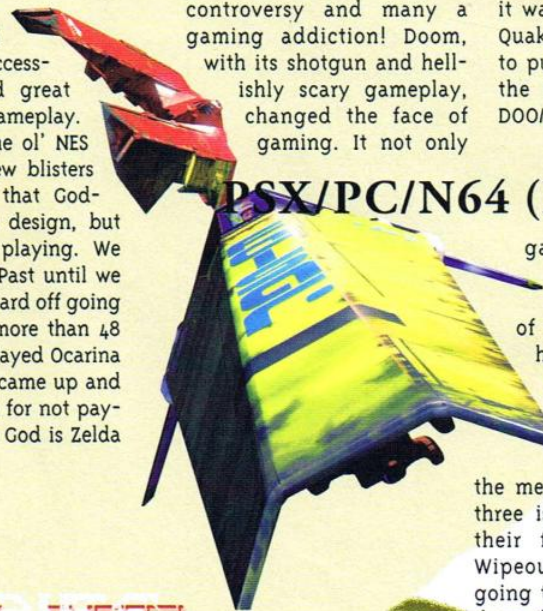 ccess-
d great
ameplay.
e ol' NES
ew blisters
that God-
design, but
playing. We
Past until we
ard off going
more than 48
ayed Ocarina
came up and
for not pay-
God is Zelda
controversy and many a
gaming addiction! Doom,
with its shotgun and hell-
ishly scary gameplay,
changed the face of
gaming. It not only
it wa
Quak
to pu
the
DOOM
PSX/PC/N64 (
ga
of
h
the me
three is
their f
Wipeou
going t